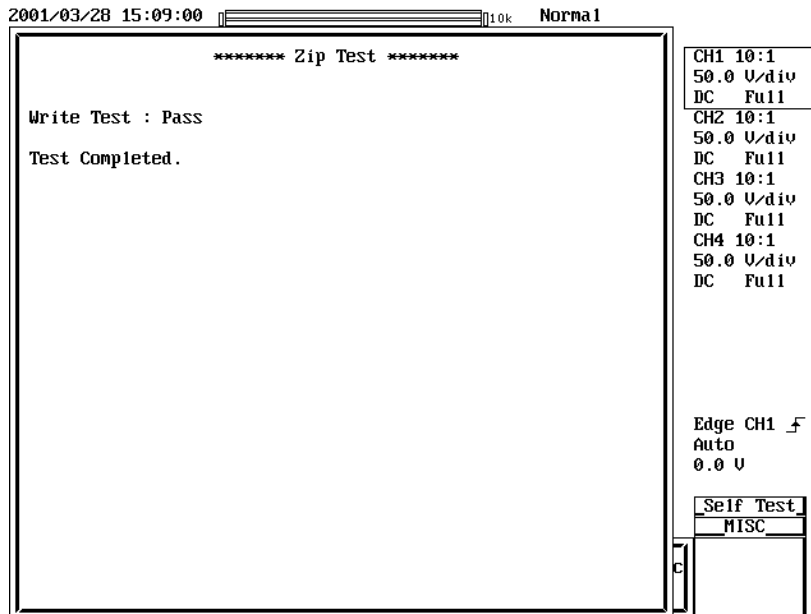 2001/03/28 15:09:00 10k Normal
******* Zip Test *******
Write Test : Pass
Test Completed.
CH1 10:1
50.0 V/div
DC Full
CH2 10:1
50.0 V/div
DC Full
CH3 10:1
50.0 V/div
DC Full
CH4 10:1
50.0 V/div
DC Full
Edge CH1
Auto
0.0 V
Self Test
MISC
C